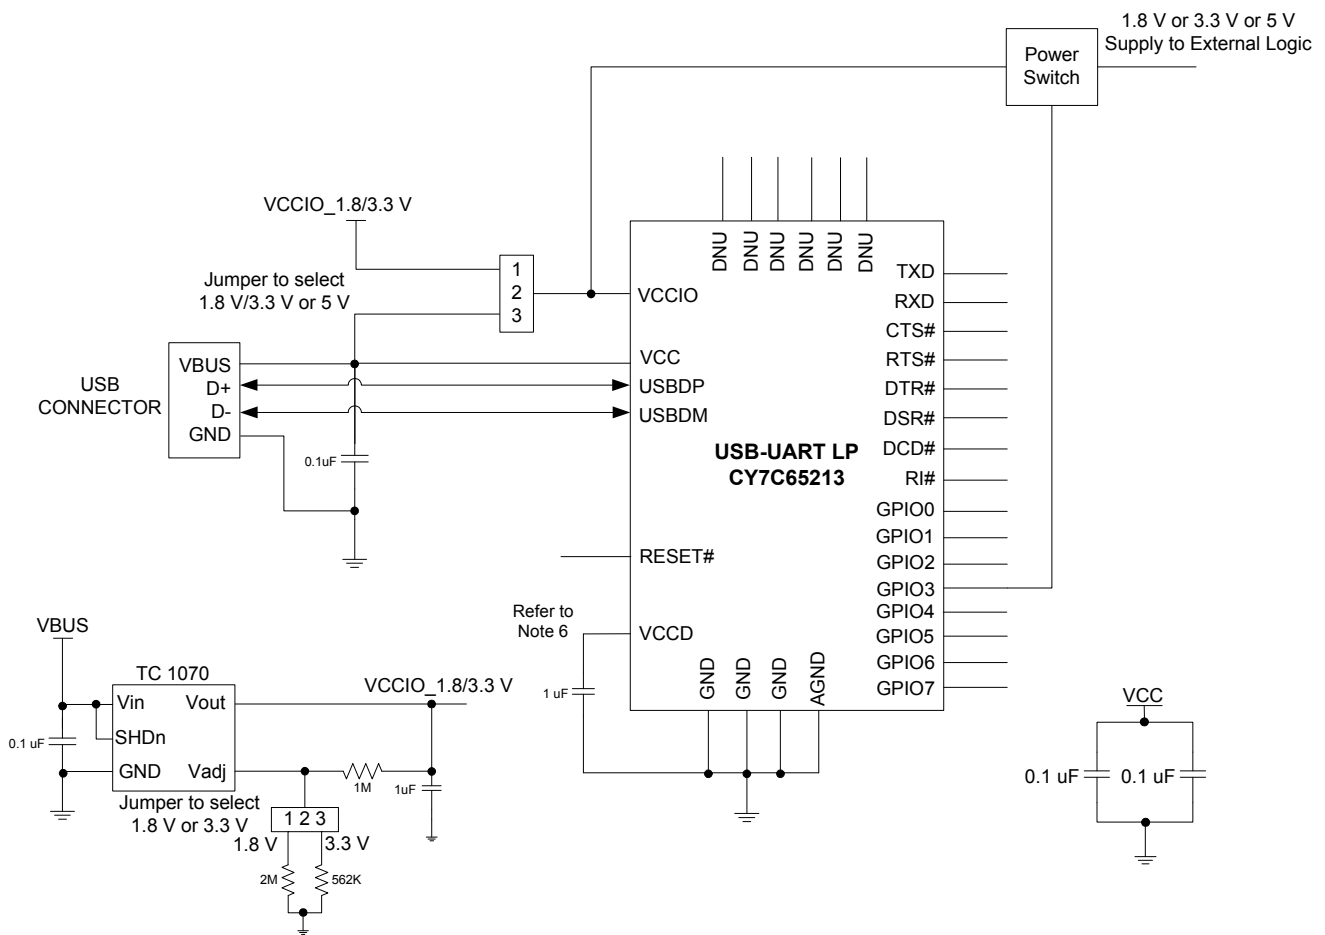 1.8 V or 3.3 V or 5 V
Supply to External Logic
Power
Switch
VCCIO_1.8/3.3 V
Jumper to select
1.8 V/3.3 V or 5 V
1
2
3
DNU
DNU
DNU
DNU
DNU
DNU
VCCIO
VCC
USBDP
USBDM
RESET#
VCCD
USB-UART LP
CY7C65213
TXD
RXD
CTS#
RTS#
DTR#
DSR#
DCD#
RI#
GPIO0
GPIO1
GPIO2
GPIO3
GPIO4
GPIO5
GPIO6
GPIO7
GND
GND
GND
AGND
USB
CONNECTOR
VBUS
D+
D-
GND
0.1uF
Refer to
Note 6
1 uF
VBUS
TC 1070
Vin
Vout
SHDn
GND
Vadj
0.1 uF
VCCIO_1.8/3.3 V
1M
1uF
Jumper to select
1.8 V or 3.3 V
1 2 3
1.8 V
3.3 V
2M
562K
VCC
0.1 uF
0.1 uF